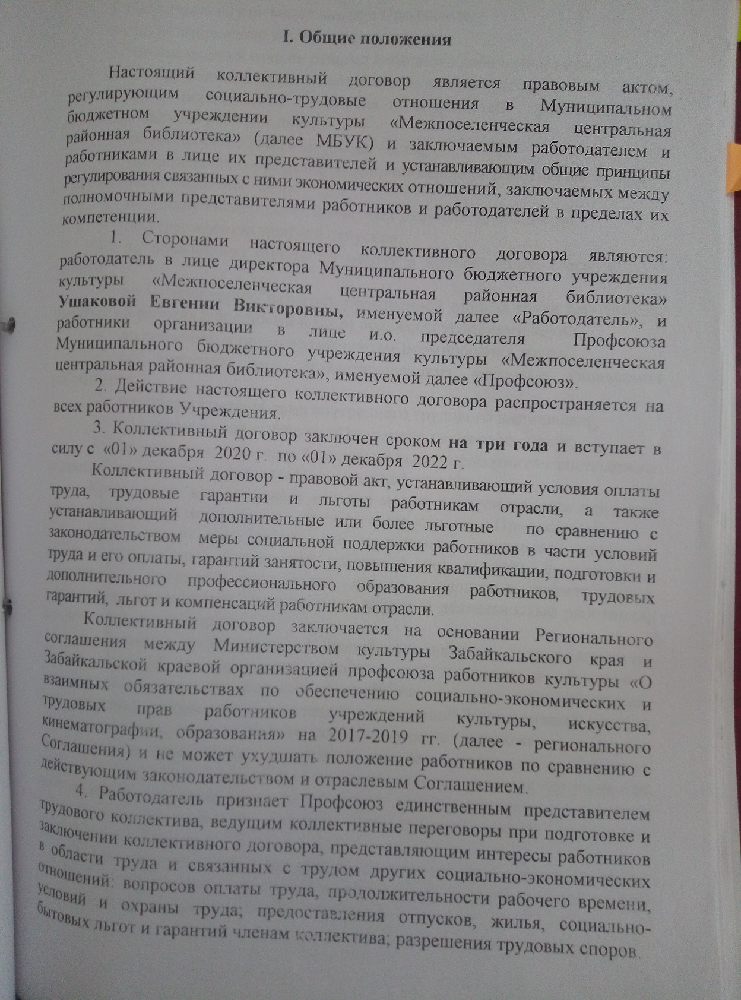 I. Общие положения
Настоящий коллективный договор является правовым актом,
регулирующим социально-трудовые отношения в Муниципальном
бюджетном учреждении культуры «Межпоселенческая центральная
районная библиотека» (далее МБУК) и заключаемым работодателем и
работниками в лице их представителей и устанавливающим общие принципы
регулирования связанных с ними экономических отношений, заключаемых между
полномочными представителями работников и работодателей в пределах их
компетенции.
1. Сторонами настоящего коллективного договора являются:
работодатель в лице директора Муниципального бюджетного учреждения
культуры «Межпоселенческая центральная районная библиотека»
Ушаковой Евгении Викторовны, именуемой далее «Работодатель», и
работники организации в лице и.о. председателя Профсоюза
Муниципального бюджетного учреждения культуры «Межпоселенческая
центральная районная библиотека», именуемой далее «Профсоюз».
2. Действие настоящего коллективного договора распространяется на
всех работников Учреждения.
3. Коллективный договор заключен сроком на три года и вступает в
силу с «01» декабря 2020 г. по «01» декабря 2022 г.
Коллективный договор - правовой акт, устанавливающий условия оплаты
труда, трудовые гарантии и льготы работникам отрасли, а также
устанавливающий дополнительные или более льготные по сравнению с
законодательством меры социальной поддержки работников в части условий
труда и его оплаты, гарантий занятости, повышения квалификации, подготовки и
дополнительного профессионального образования работников, трудовых
гарантий, льгот и компенсаций работникам отрасли.
Коллективный договор заключается на основании Регионального
соглашения между Министерством культуры Забайкальского края и
Забайкальской краевой организацией профсоюза работников культуры «О
взаимных обязательствах по обеспечению социально-экономических и
трудовых прав работников учреждений культуры, искусства,
кинематографии, образования» на 2017-2019 гг. (далее - регионального
Соглашения) и не может ухудшать положение работников по сравнению с
действующим законодательством и отраслевым Соглашением.
4. Работодатель признает Профсоюз единственным представителем
трудового коллектива, ведущим коллективные переговоры при подготовке и
заключении коллективного договора, представляющим интересы работников
в области труда и связанных с трудом других социально-экономических
отношений: вопросов оплаты труда, продолжительности рабочего времени,
условий и охраны труда; предоставления отпусков, жилья, социально-
бытовых льгот и гарантий членам коллектива; разрешения трудовых споров.